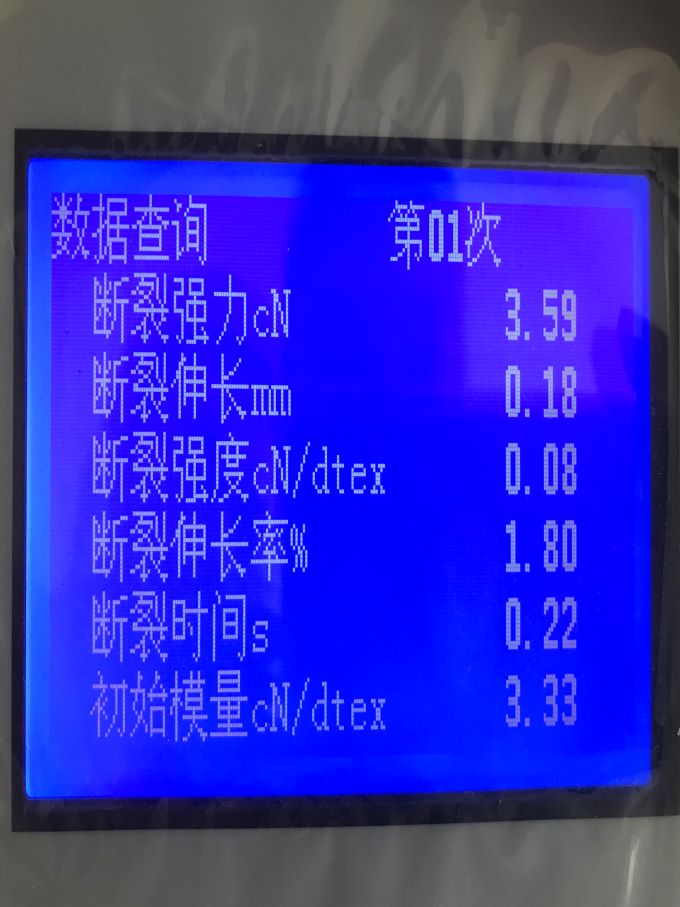 数据查询 第01次
断裂强力cN 3.59
断裂伸长mm 0.18
断裂强度cN/dtex 0.08
断裂伸长率% 1.80
断裂时间s 0.22
初始模量cN/dtex 3.33